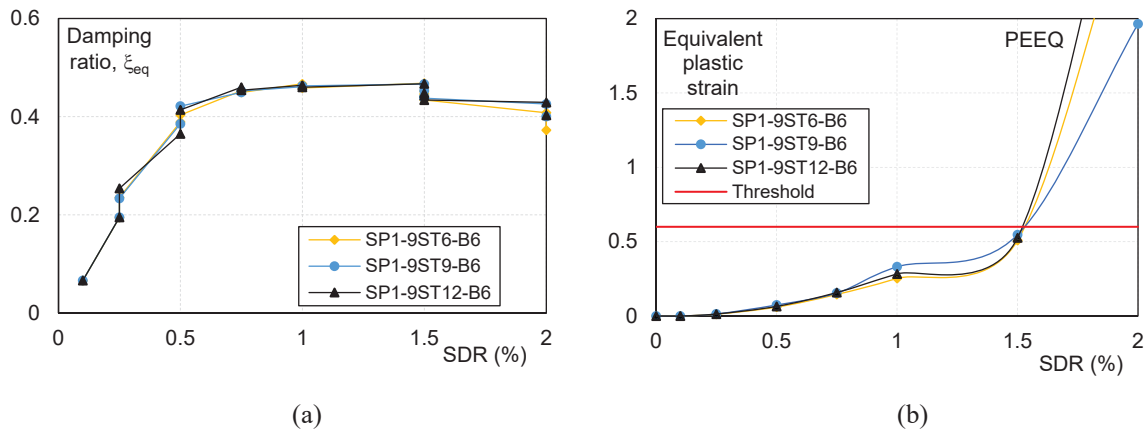 0.6
Damping
ratio, ξeq
0.4
0.2
0
SP1-9ST6-B6
SP1-9ST9-B6
SP1-9ST12-B6
0 0.5 1 1.5 2
SDR (%)
(a)
2
Equivalent
plastic
strain
PEEQ
1.5
SP1-9ST6-B6
SP1-9ST9-B6
SP1-9ST12-B6
Threshold
1
0.5
0
0 0.5 1 1.5 2
SDR (%)
(b)